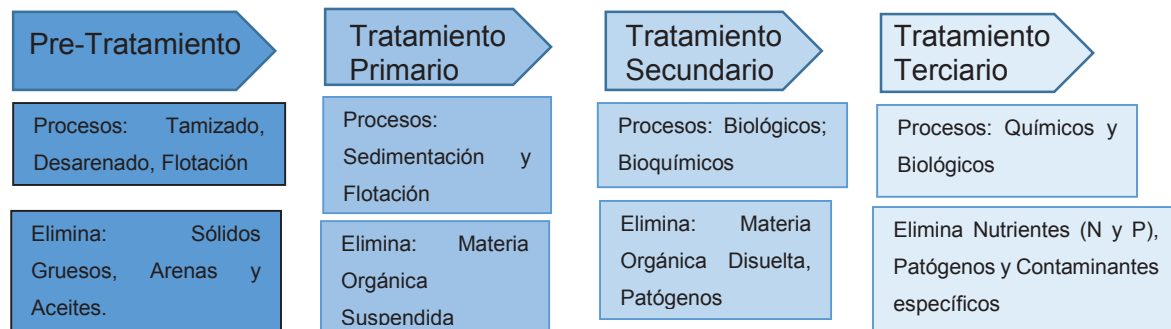 Pre-Tratamiento
Procesos: Tamizado,
Desarenado, Flotación
Elimina: Sólidos
Gruesos, Arenas y
Aceites.
Tratamiento
Primario
Procesos:
Sedimentación y
Flotación
Elimina: Materia
Orgánica
Suspendida
Tratamiento
Secundario
Procesos: Biológicos;
Bioquímicos
Elimina: Materia
Orgánica Disuelta,
Patógenos
Tratamiento
Terciario
Procesos: Químicos y
Biológicos
Elimina Nutrientes (N y P),
Patógenos y Contaminantes
específicos